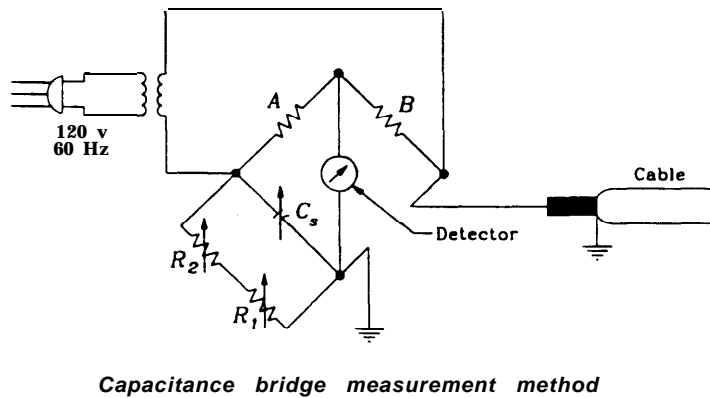 A
B
120 v
60 Hz
Cable
C_s
Detector
R_2
R_1
Capacitance bridge measurement method